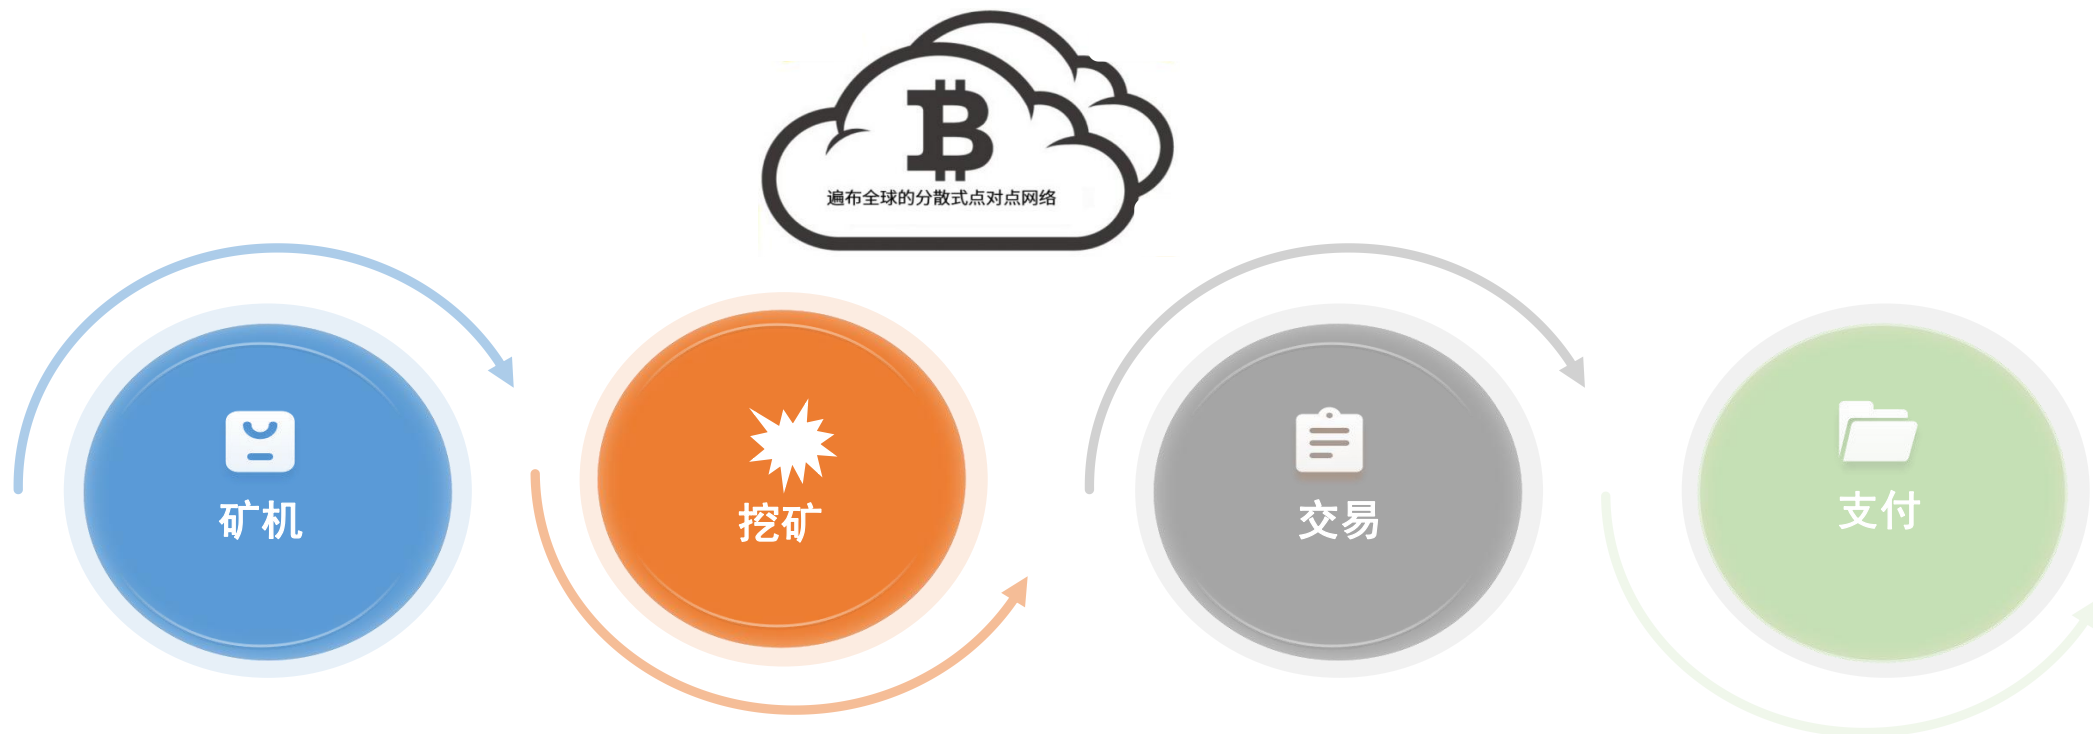 遍布全球的分散式点对点网络
矿机
挖矿
交易
支付